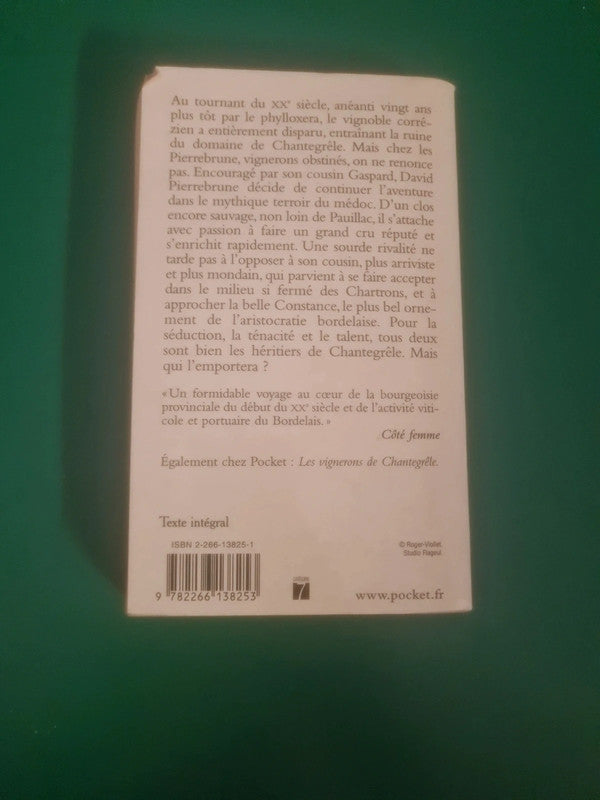 Au tournant du XXe siècle, anéanti vingt ans
plus tôt par le phylloxera, le vignoble corré-
zien a entièrement disparu, entraînant la ruine
du domaine de Chantegrêle. Mais chez les
Pierrebrune, vignerons obstinés, on ne renonce
pas. Encouragé par son cousin Gaspard, David
Pierrebrune décide de continuer l'aventure
dans le mythique terroir du médoc. D'un clos
encore sauvage, non loin de Pauillac, il s'attache
avec passion à faire un grand cru réputé et
s'enrichit rapidement. Une sourde rivalité ne
tarde pas à l'opposer à son cousin, plus arriviste
et plus mondain, qui parvient à se faire accepter
dans le milieu si fermé des Chartrons, et à
approcher la belle Constance, le plus bel orne-
ment de l'aristocratie bordelaise. Pour la
séduction, la ténacité et le talent, tous deux
sont bien les héritiers de Chantegrêle. Mais
qui l'emportera ?
« Un formidable voyage au cœur de la bourgeoisie
provinciale du début du XXe siècle et de l'activité viti-
cole et portuaire du Bordelais. »
Côté femme
Également chez Pocket : Les vignerons de Chantegrêle.
Texte intégral
ISBN 2-266-13825-1
© Roger-Viollet
Studio Flageul
9 782266 138253
7
www.pocket.fr